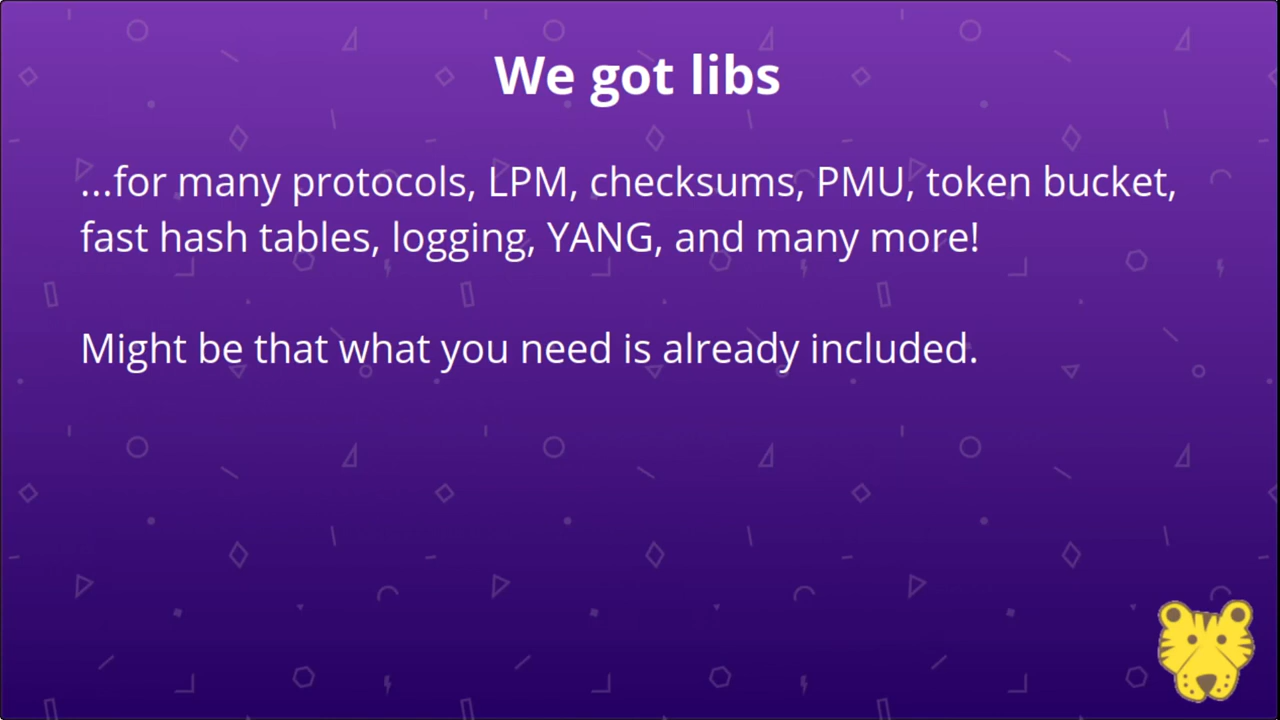 We got libs
...for many protocols, LPM, checksums, PMU, token bucket,
fast hash tables, logging, YANG, and many more!
Might be that what you need is already included.